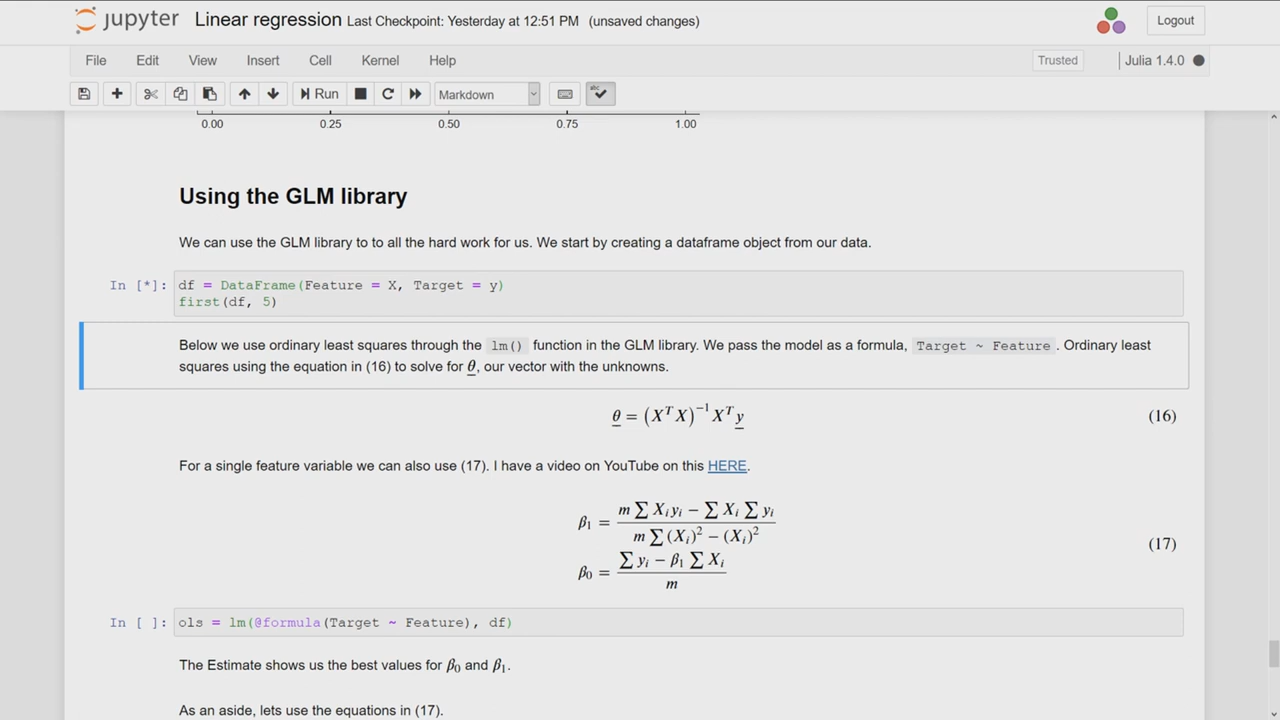 jupyter Linear regression Last Checkpoint: Yesterday at 12:51 PM (unsaved changes) Logout
File Edit View Insert Cell Kernel Help Trusted Julia 1.4.0
Run Markdown
0.00 0.25 0.50 0.75 1.00
Using the GLM library
We can use the GLM library to to all the hard work for us. We start by creating a dataframe object from our data.
In [*]: df = DataFrame(Feature = X, Target = y)
first(df, 5)
Below we use ordinary least squares through the lm() function in the GLM library. We pass the model as a formula, Target ~ Feature. Ordinary least
squares using the equation in (16) to solve for θ, our vector with the unknowns.
θ = (XᵀX)⁻¹ Xᵀy (16)
For a single feature variable we can also use (17). I have a video on YouTube on this HERE.
β₁ = m ∑ Xᵢyᵢ − ∑ Xᵢ ∑ yᵢ
m ∑ (Xᵢ)² − (Xᵢ)²
(17)
β₀ = ∑ yᵢ − β₁ ∑ Xᵢ
m
In [ ]: ols = lm(@formula(Target ~ Feature), df)
The Estimate shows us the best values for β₀ and β₁.
As an aside, lets use the equations in (17).